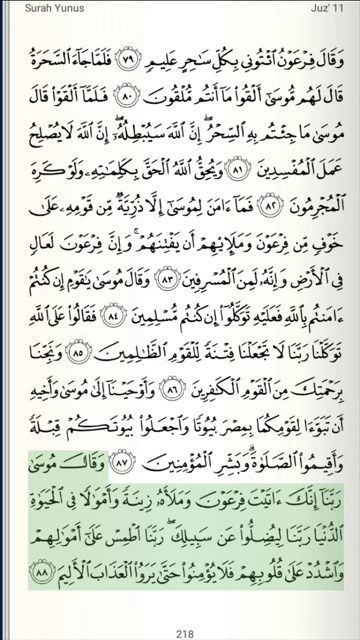 Surah Yunus Juz' 11
وَقَالَ فِرْعَوْنُ ٱئْتُونِى بِكُلِّ سَـٰحِرٍ عَلِيمٍ ٧٩ فَلَمَّا جَآءَ ٱلسَّحَرَةُ
قَالَ لَهُم مُّوسَىٰٓ أَلْقُوا۟ مَآ أَنتُم مُّلْقُونَ ٨٠ فَلَمَّآ أَلْقَوْا۟ قَالَ
مُوسَىٰ مَا جِئْتُم بِهِ ٱلسِّحْرُ ۖ إِنَّ ٱللَّهَ سَيُبْطِلُهُۥٓ ۖ إِنَّ ٱللَّهَ لَا يُصْلِحُ
عَمَلَ ٱلْمُفْسِدِينَ ٨١ وَيُحِقُّ ٱللَّهُ ٱلْحَقَّ بِكَلِمَـٰتِهِۦ وَلَوْ كَرِهَ
ٱلْمُجْرِمُونَ ٨٢ فَمَآ ءَامَنَ لِمُوسَىٰٓ إِلَّا ذُرِّيَّةٌ مِّن قَوْمِهِۦ عَلَىٰ
خَوْفٍ مِّن فِرْعَوْنَ وَمَلَإِي۟هِمْ أَن يَفْتِنَهُمْ ۚ وَإِنَّ فِرْعَوْنَ لَعَالٍ
فِى ٱلْأَرْضِ وَإِنَّهُۥ لَمِنَ ٱلْمُسْرِفِينَ ٨٣ وَقَالَ مُوسَىٰ يَـٰقَوْمِ إِن كُنتُمْ
ءَامَنتُم بِٱللَّهِ فَعَلَيْهِ تَوَكَّلُوٓا۟ إِن كُنتُم مُّسْلِمِينَ ٨٤ فَقَالُوا۟ عَلَى ٱللَّهِ
تَوَكَّلْنَا رَبَّنَا لَا تَجْعَلْنَا فِتْنَةً لِّلْقَوْمِ ٱلظَّـٰلِمِينَ ٨٥ وَنَجِّنَا
بِرَحْمَتِكَ مِنَ ٱلْقَوْمِ ٱلْكَـٰفِرِينَ ٨٦ وَأَوْحَيْنَآ إِلَىٰ مُوسَىٰ وَأَخِيهِ
أَن تَبَوَّءَا لِقَوْمِكُمَا بِمِصْرَ بُيُوتًا وَٱجْعَلُوا۟ بُيُوتَكُمْ قِبْلَةً
وَأَقِيمُوا۟ ٱلصَّلَوٰةَ ۗ وَبَشِّرِ ٱلْمُؤْمِنِينَ ٨٧ وَقَالَ مُوسَىٰ
رَبَّنَآ إِنَّكَ ءَاتَيْتَ فِرْعَوْنَ وَمَلَأَهُۥ زِينَةً وَأَمْوَٰلًا فِى ٱلْحَيَوٰةِ
ٱلدُّنْيَا رَبَّنَا لِيُضِلُّوا۟ عَن سَبِيلِكَ ۖ رَبَّنَا ٱطْمِسْ عَلَىٰٓ أَمْوَٰلِهِمْ
وَٱشْدُدْ عَلَىٰ قُلُوبِهِمْ فَلَا يُؤْمِنُوا۟ حَتَّىٰ يَرَوُا۟ ٱلْعَذَابَ ٱلْأَلِيمَ ٨٨
218